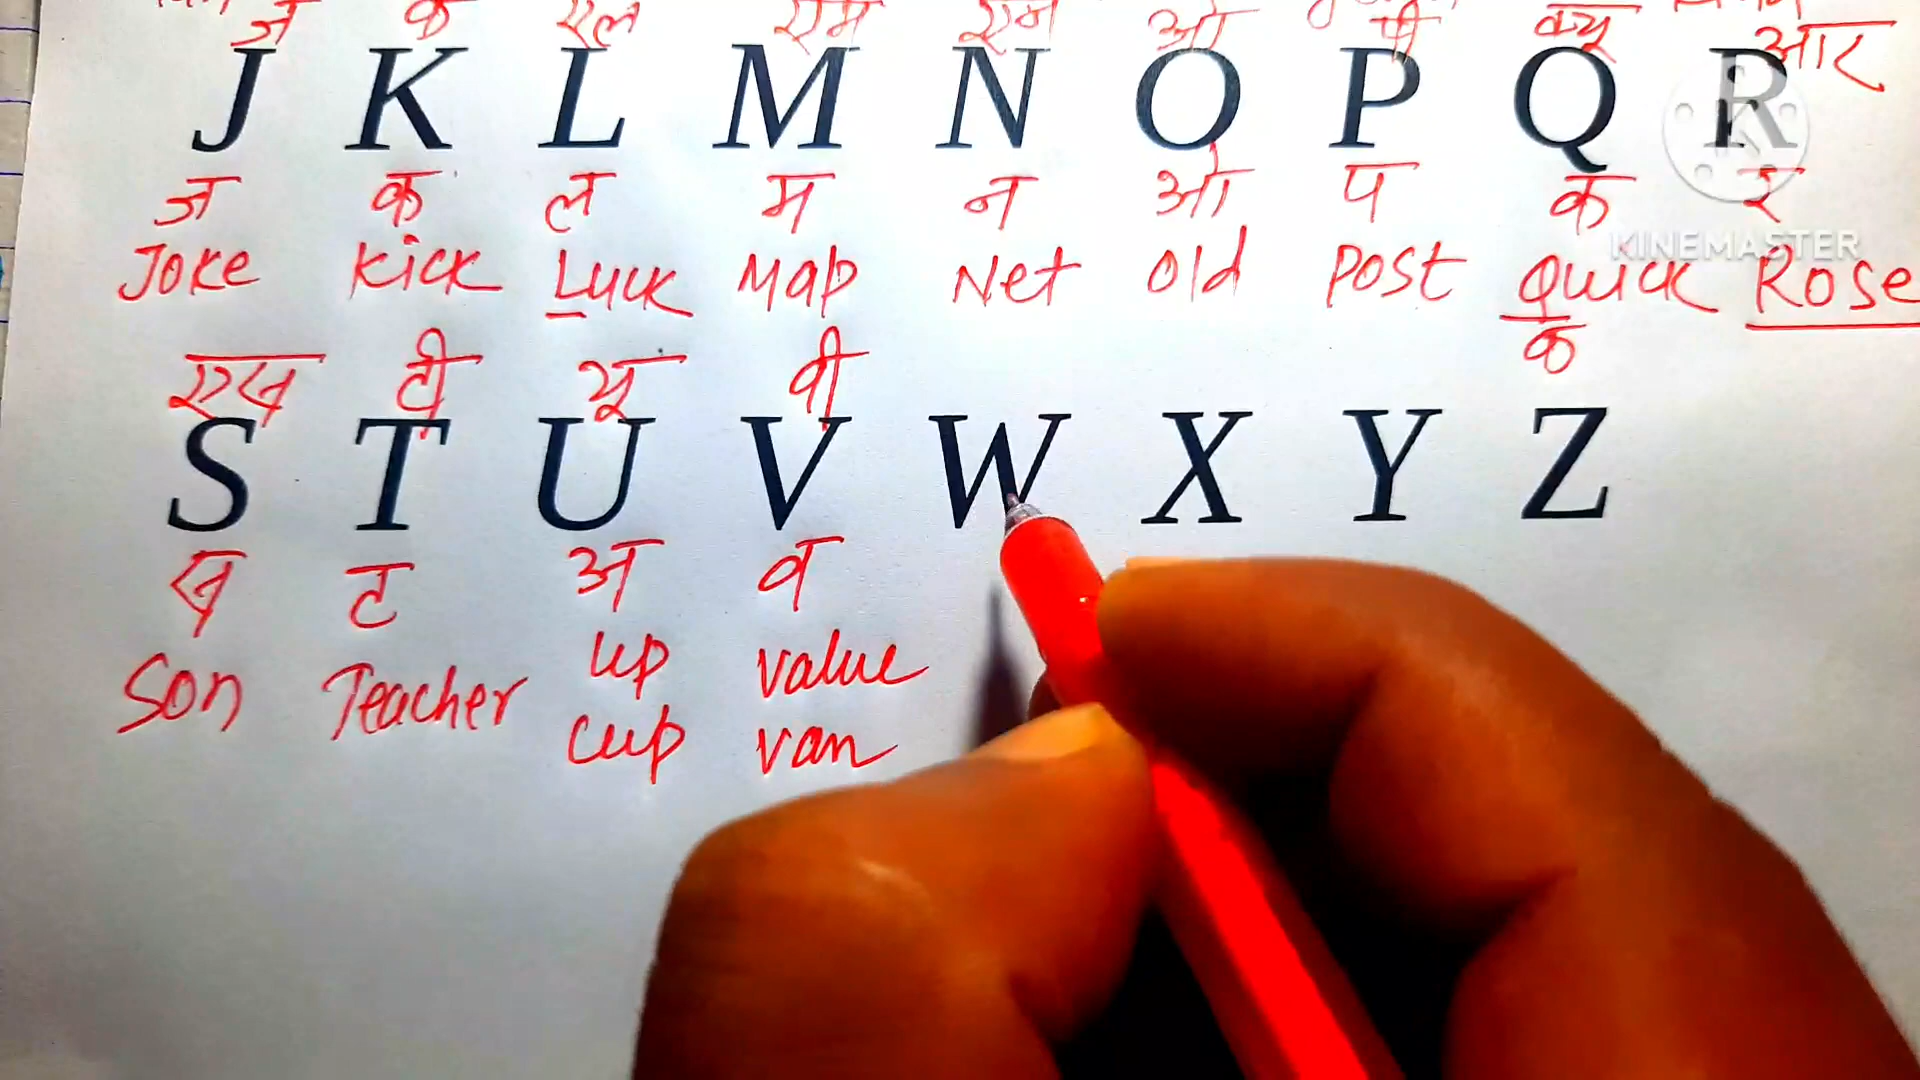 जे के एल एम एन ओ पी क्यू आर
J K L M N O P Q R
ज क ल म न ओ प क र
KINEMASTER
Joke Kick Luck Map Net Old Post Quick Rose
क
एस टी यू वी
S T U V W X Y Z
स ट अ व
Son Teacher up value
cup van